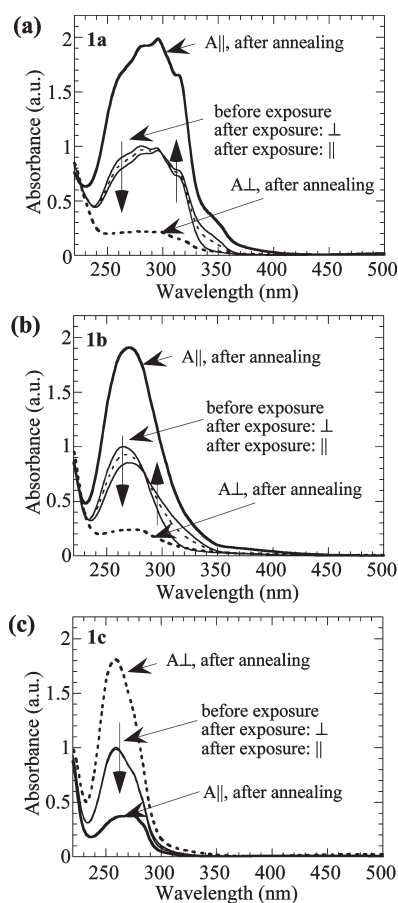 (a)
1a
2
1.5
1
0.5
0
250 300 350 400 450 500
Absorbance (a.u.)
Wavelength (nm)
A||, after annealing
before exposure
after exposure: ⊥
after exposure: ||
A⊥, after annealing
(b)
1b
2
1.5
1
0.5
0
250 300 350 400 450 500
Absorbance (a.u.)
Wavelength (nm)
A||, after annealing
before exposure
after exposure: ⊥
after exposure: ||
A⊥, after annealing
(c)
1c
2
1.5
1
0.5
0
250 300 350 400 450 500
Absorbance (a.u.)
Wavelength (nm)
A⊥, after annealing
before exposure
after exposure: ⊥
after exposure: ||
A||, after annealing